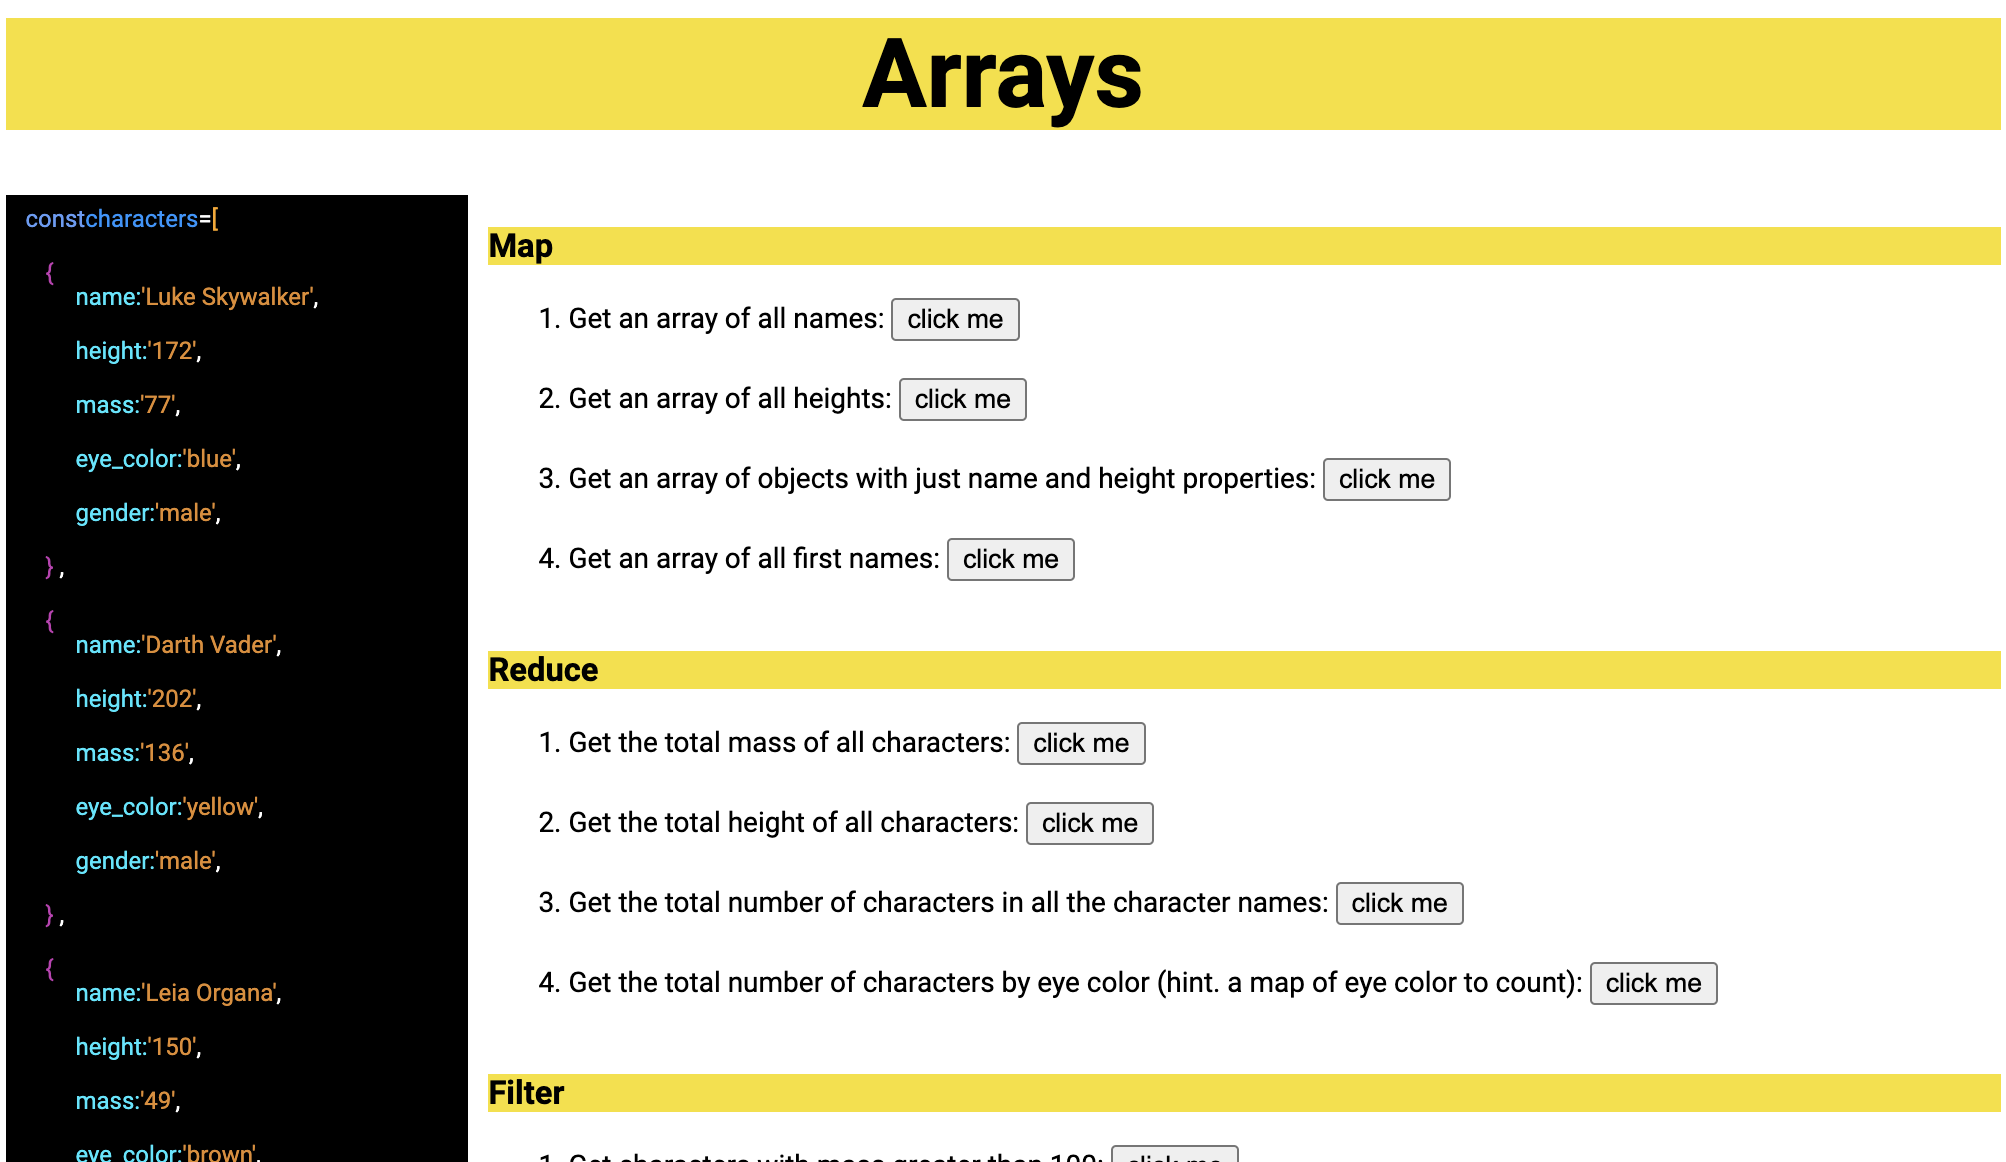 Arrays
constcharacters=[
{
name:'Luke Skywalker',
height:'172',
mass:'77',
eye_color:'blue',
gender:'male',
},
{
name:'Darth Vader',
height:'202',
mass:'136',
eye_color:'yellow',
gender:'male',
},
{
name:'Leia Organa',
height:'150',
mass:'49',
eye_color:'brown',
Map
1. Get an array of all names: click me
2. Get an array of all heights: click me
3. Get an array of objects with just name and height properties: click me
4. Get an array of all first names: click me
Reduce
1. Get the total mass of all characters: click me
2. Get the total height of all characters: click me
3. Get the total number of characters in all the character names: click me
4. Get the total number of characters by eye color (hint. a map of eye color to count): click me
Filter
1. Get characters with mass greater than 100: click me